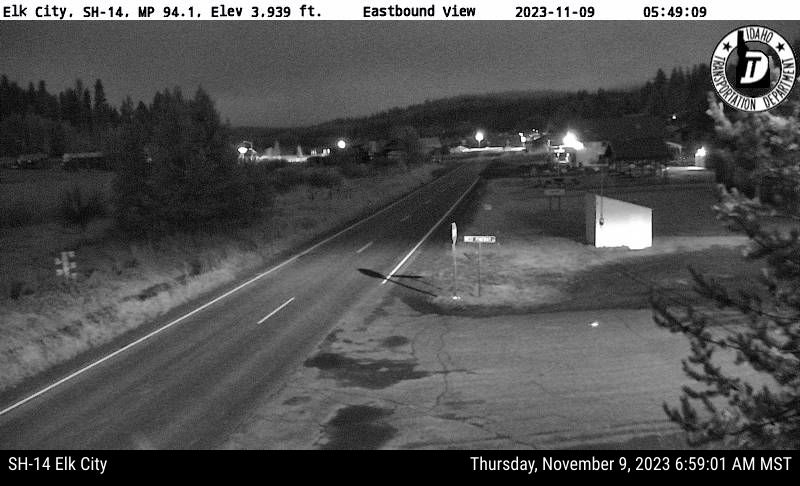 Elk City, SH-14, MP 94.1, Elev 3,939 ft. Eastbound View 2023-11-09 05:49:09
IDAHO
TRANSPORTATION DEPARTMENT
SH-14 Elk City
Thursday, November 9, 2023 6:59:01 AM MST